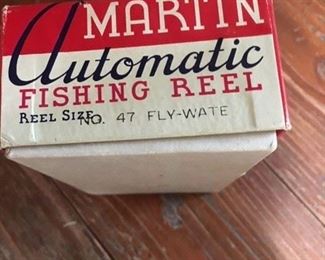 MARTIN
Automatic
FISHING REEL
REEL SIZE NO. 47 FLY-WATE